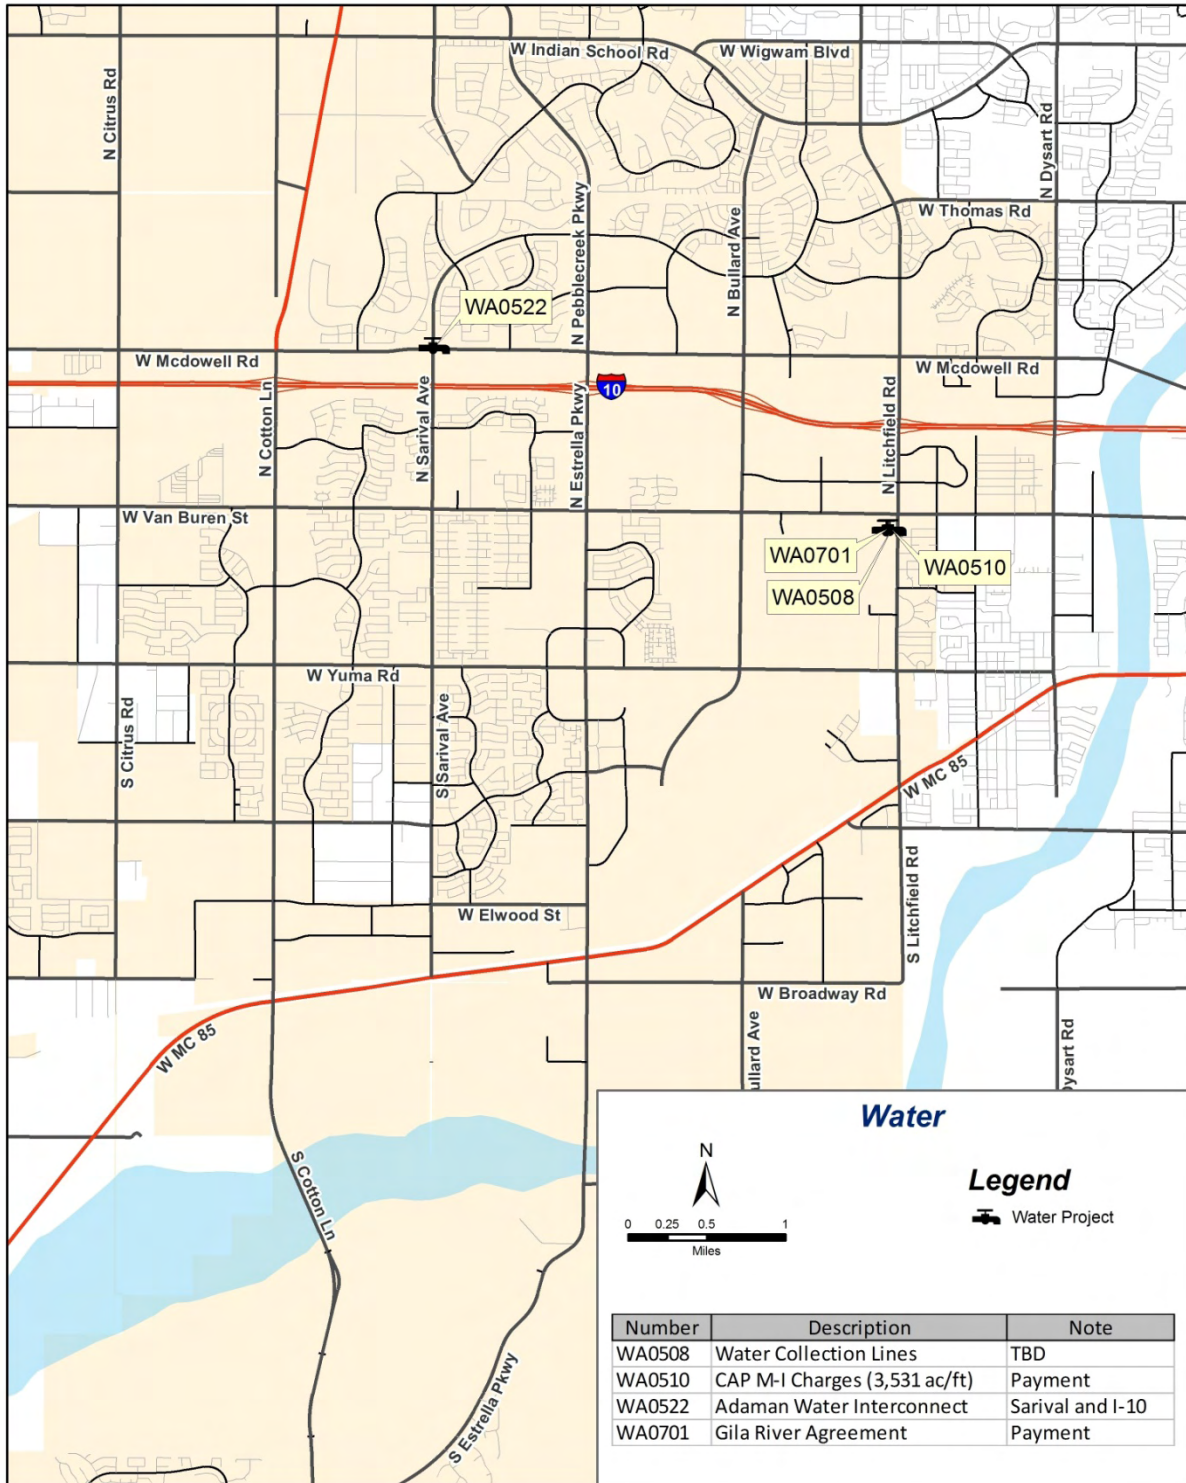 W Indian School Rd
W Wigwam Blvd
N Citrus Rd
N Dysart Rd
W Thomas Rd
N Pebblecreek Pkwy
N Bullard Ave
WA0522
W Mcdowell Rd
W Mcdowell Rd
10
N Cotton Ln
N Sarival Ave
N Estrella Pkwy
N Litchfield Rd
W Van Buren St
WA0701
WA0510
WA0508
W Yuma Rd
S Citrus Rd
S Sarival Ave
W MC 85
S Litchfield Rd
W Elwood St
W Broadway Rd
W MC 85
ullard Ave
Dysart Rd
S Cotton Ln
S Estrella Pkwy
Water
N
Legend
0 0.25 0.5 1
Miles
Water Project
Number Description Note
WA0508 Water Collection Lines TBD
WA0510 CAP M-I Charges (3,531 ac/ft) Payment
WA0522 Adaman Water Interconnect Sarival and I-10
WA0701 Gila River Agreement Payment